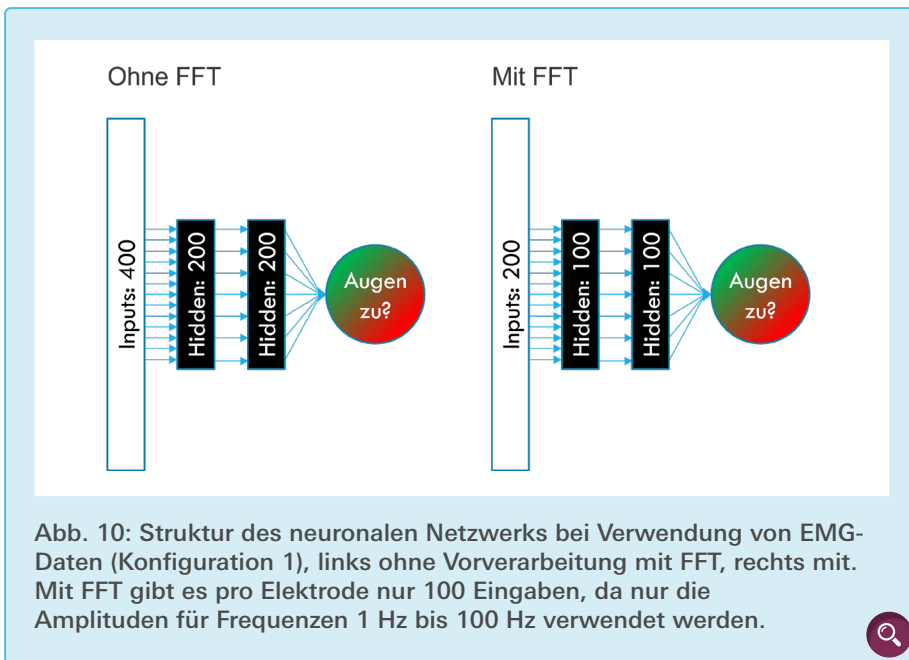 Ohne FFT
Mit FFT
Inputs: 400
Hidden: 200
Hidden: 200
Augen
zu?
Inputs: 200
Hidden: 100
Hidden: 100
Augen
zu?
Abb. 10: Struktur des neuronalen Netzwerks bei Verwendung von EMG-
Daten (Konfiguration 1), links ohne Vorverarbeitung mit FFT, rechts mit.
Mit FFT gibt es pro Elektrode nur 100 Eingaben, da nur die
Amplituden für Frequenzen 1 Hz bis 100 Hz verwendet werden.